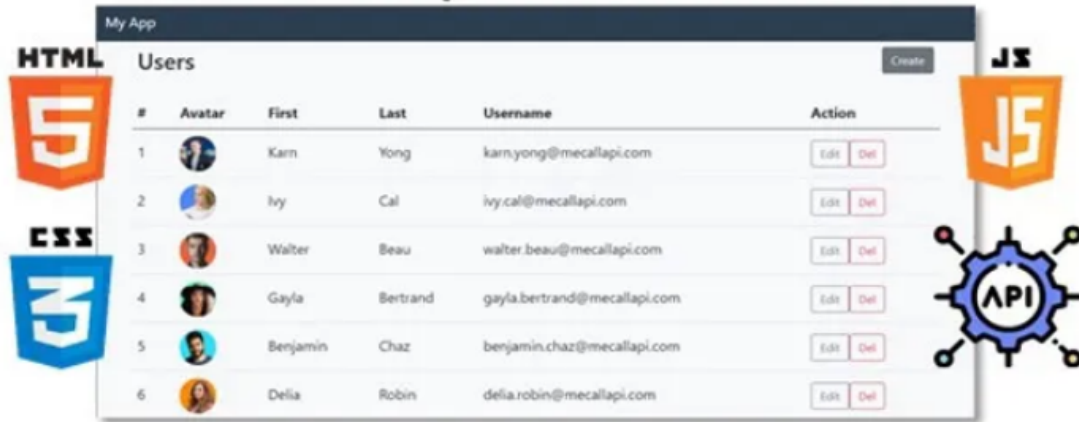 My App
HTML
5
JS
JS
Users
Create
# Avatar First Last Username Action
1 Karn Yong karn.yong@mecallapi.com Edit Del
2 Ivy Cal ivy.cal@mecallapi.com Edit Del
CSS
3
3 Walter Beau walter.beau@mecallapi.com Edit Del
4 Gayla Bertrand gayla.bertrand@mecallapi.com Edit Del
API
5 Benjamin Chaz benjamin.chaz@mecallapi.com Edit Del
6 Delia Robin delia.robin@mecallapi.com Edit Del